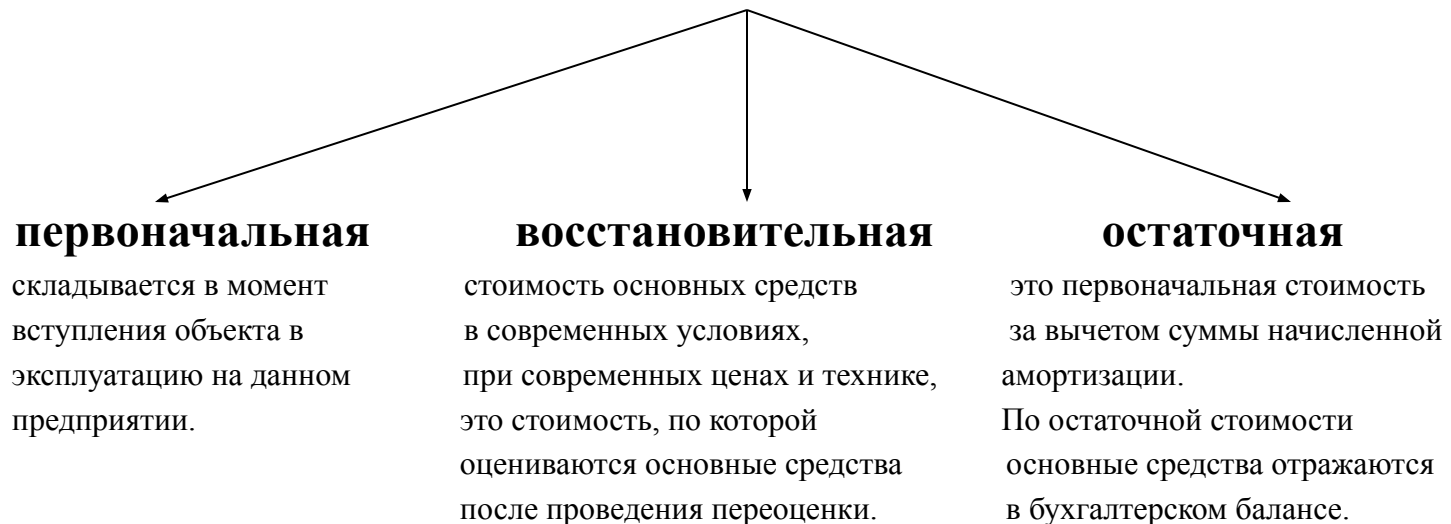 первоначальная
складывается в момент
вступления объекта в
эксплуатацию на данном
предприятии.
восстановительная
стоимость основных средств
в современных условиях,
при современных ценах и технике,
это стоимость, по которой
оцениваются основные средства
после проведения переоценки.
остаточная
это первоначальная стоимость
за вычетом суммы начисленной
амортизации.
По остаточной стоимости
основные средства отражаются
в бухгалтерском балансе.